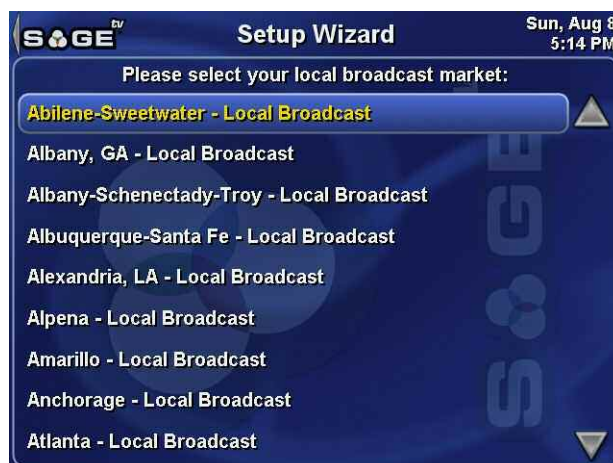 SAGE tv
Setup Wizard
Sun, Aug 8
5:14 PM
Please select your local broadcast market:
Abilene-Sweetwater - Local Broadcast
Albany, GA - Local Broadcast
Albany-Schenectady-Troy - Local Broadcast
Albuquerque-Santa Fe - Local Broadcast
Alexandria, LA - Local Broadcast
Alpena - Local Broadcast
Amarillo - Local Broadcast
Anchorage - Local Broadcast
Atlanta - Local Broadcast
SAGE